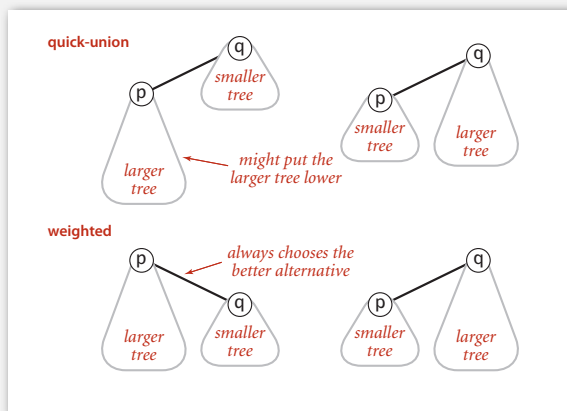 quick-union
q
smaller
tree
p
larger
tree
might put the
larger tree lower
q
p
smaller
tree
larger
tree
weighted
p
always chooses the
better alternative
q
larger
tree
smaller
tree
q
p
smaller
tree
larger
tree